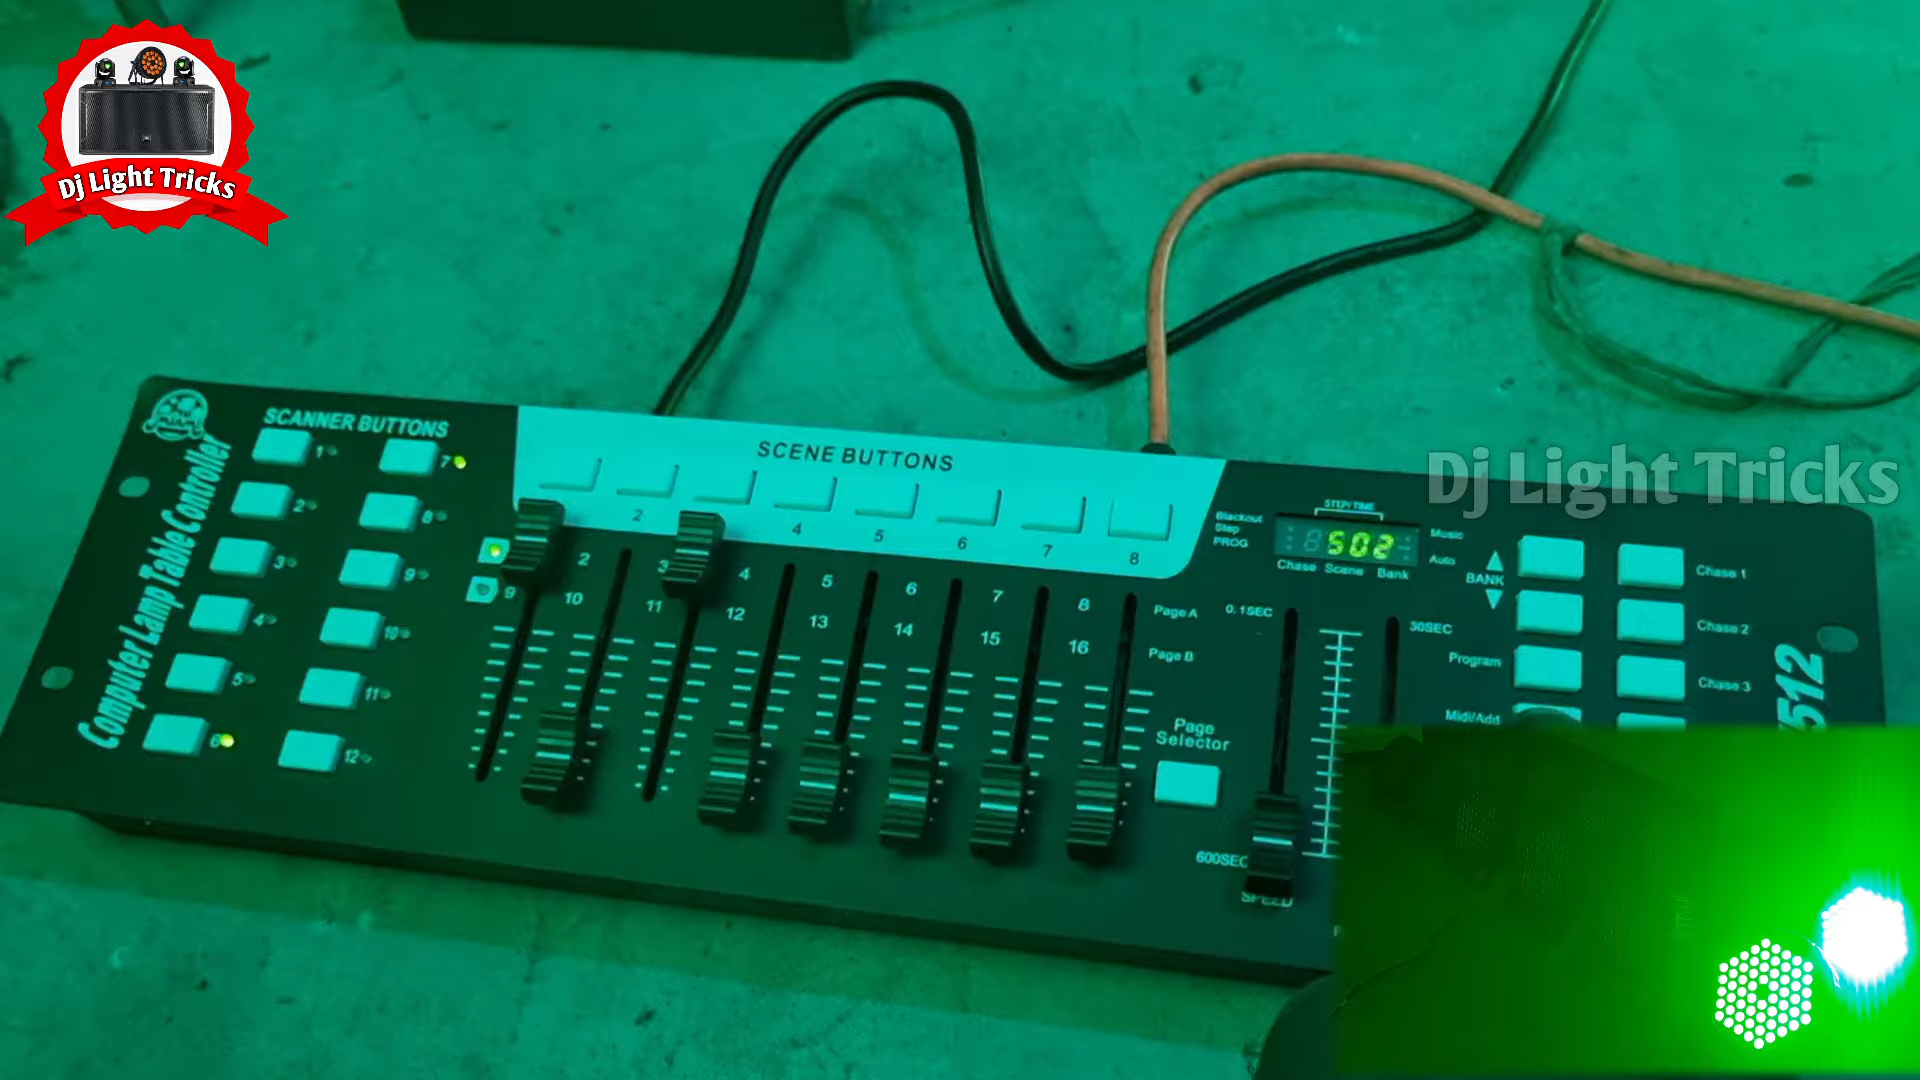 Dj Light Tricks
Computer Lamp Table Controller
SCANNER BUTTONS
1
2
3
4
5
6
7
8
9
10
11
12
SCENE BUTTONS
2
4
5
6
7
8
2
3
4
5
6
7
8
Page A
9
10
11
12
13
14
15
16
Page B
Page
Selector
Blackout
Step
PROG
STEP/TIME
502
Music
Auto
Chase Scene Bank
0.1SEC
30SEC
600SEC
SPEED
BANK
Program
Midi/Add
Chase 1
Chase 2
Chase 3
512
Dj Light Tricks